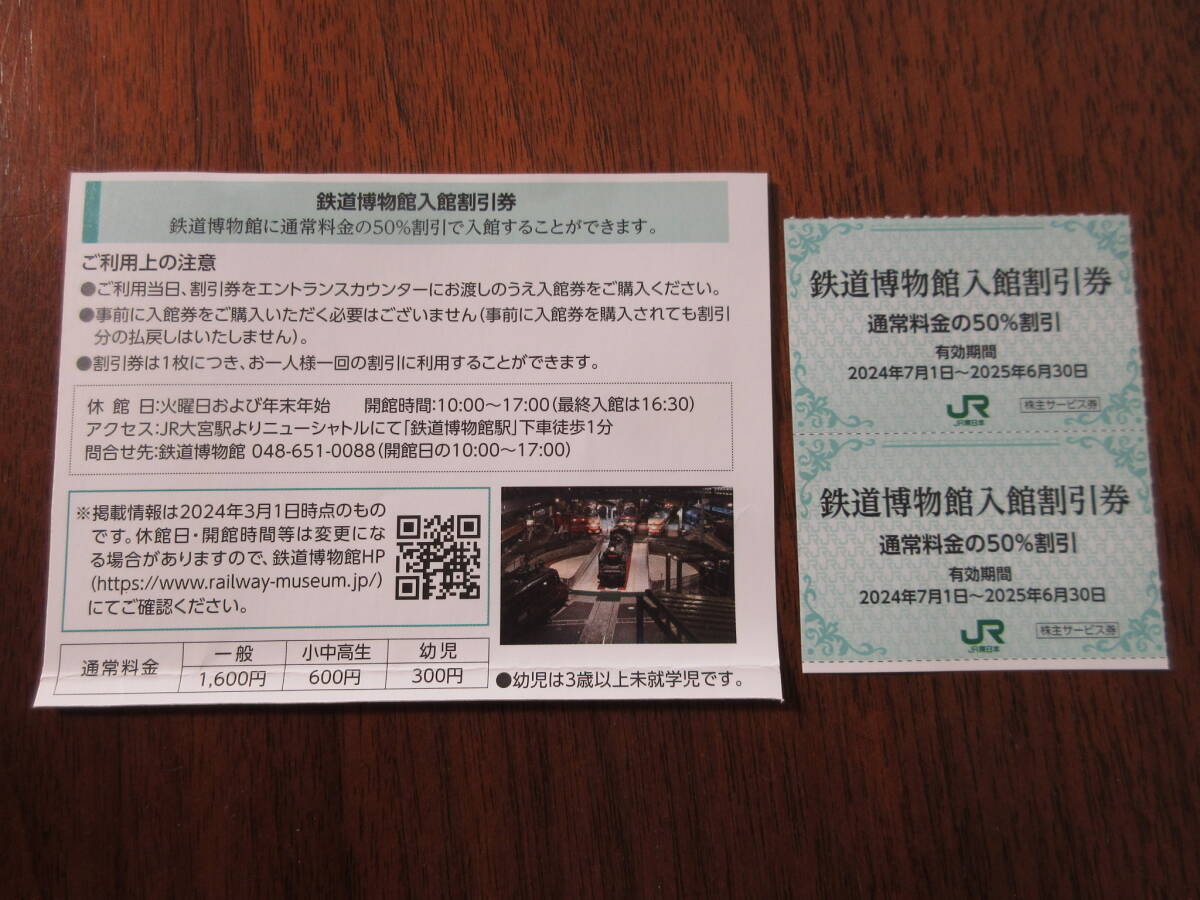 鉄道博物館入館割引券
鉄道博物館に通常料金の50%割引で入館することができます。
ご利用上の注意
●ご利用当日、割引券をエントランスカウンターにお渡しのうえ入館券をご購入ください。
●事前に入館券をご購入いただく必要はございません(事前に入館券を購入されても割引
分の払戻しはいたしません)。
●割引券は1枚につき、お一人様一回の割引に利用することができます。
休 館 日:火曜日および年末年始 開館時間:10:00～17:00(最終入館は16:30)
アクセス:JR大宮駅よりニューシャトルにて「鉄道博物館駅」下車徒歩1分
問合せ先:鉄道博物館 048-651-0088(開館日の10:00～17:00)
※掲載情報は2024年3月1日時点のもの
です。休館日・開館時間等は変更にな
る場合がありますので、鉄道博物館HP
(https://www.railway-museum.jp/)
にてご確認ください。
通常料金 一般 小中高生 幼児
1,600円 600円 300円
●幼児は3歳以上未就学児です。
鉄道博物館入館割引券
通常料金の50%割引
有効期間
2024年7月1日～2025年6月30日
JR 株主サービス券
JR東日本
鉄道博物館入館割引券
通常料金の50%割引
有効期間
2024年7月1日～2025年6月30日
JR 株主サービス券
JR東日本